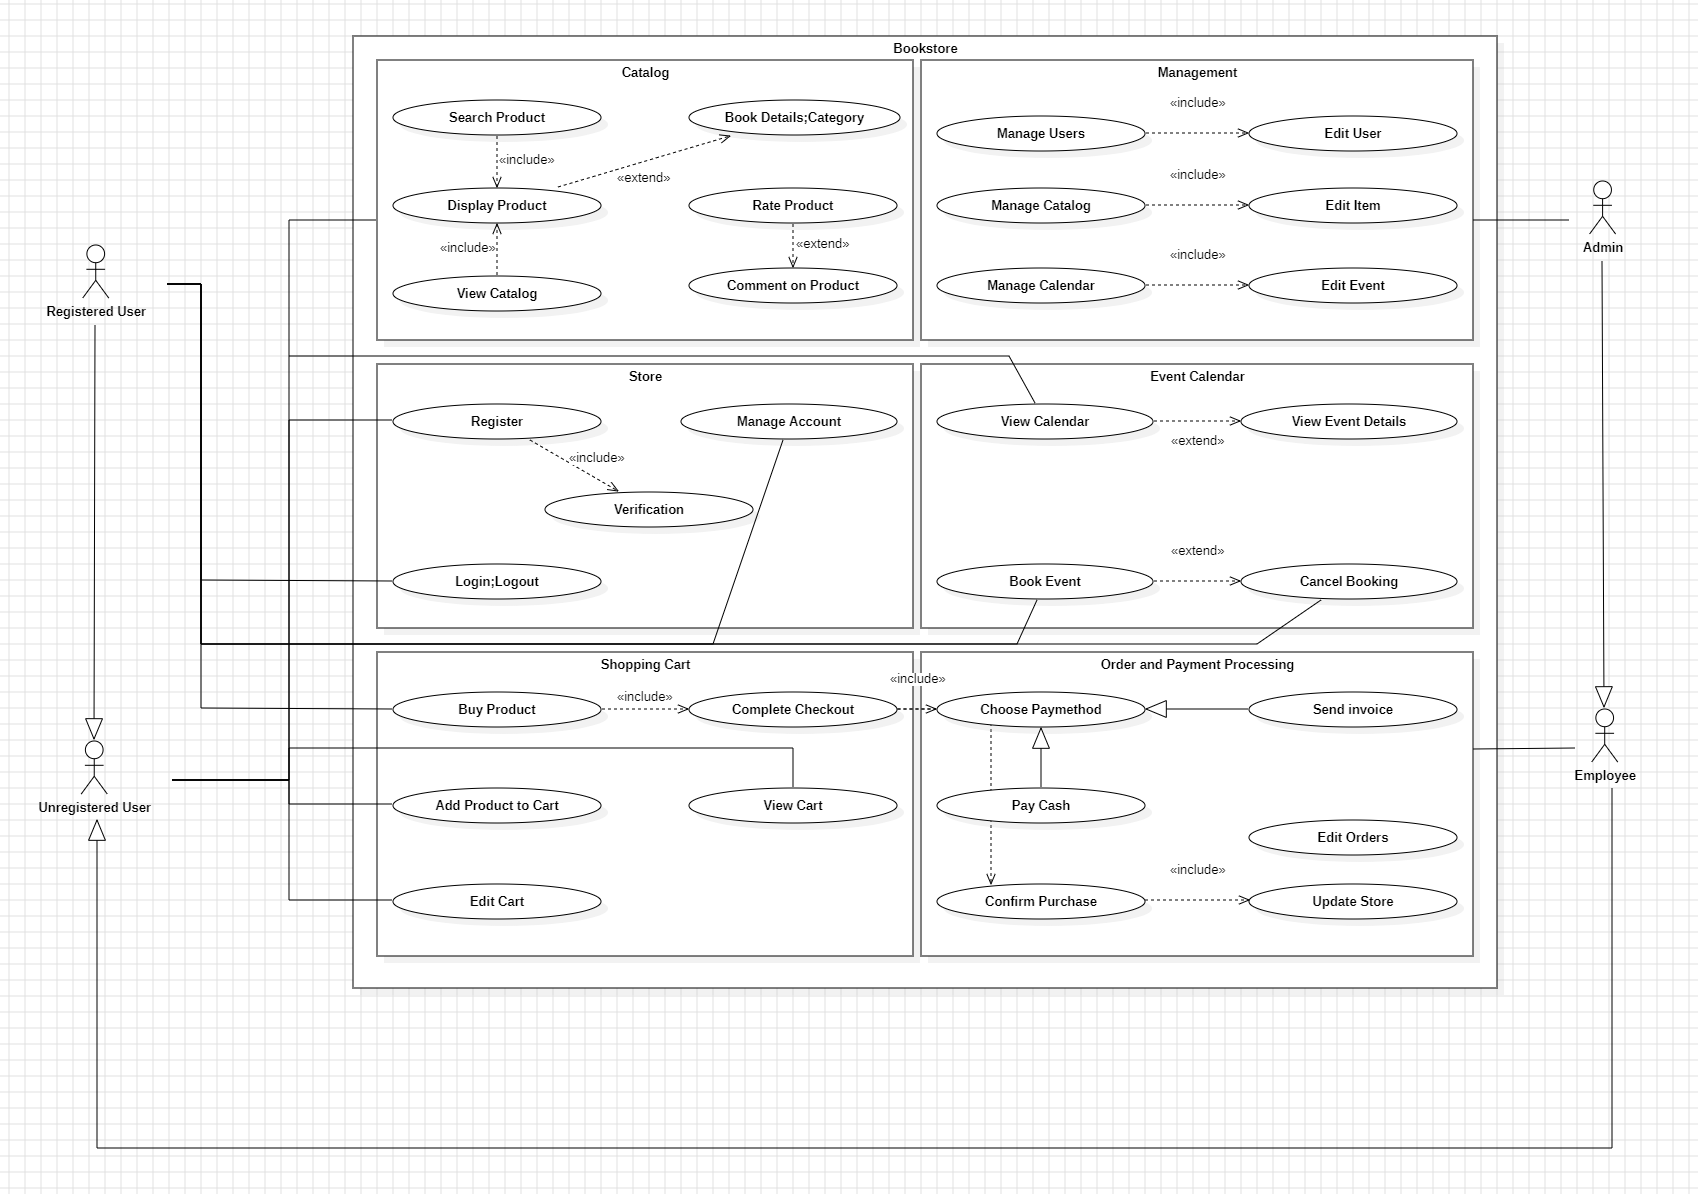 Bookstore
Catalog
Search Product
Book Details;Category
«include»
«extend»
Display Product
Rate Product
«include»
«extend»
View Catalog
Comment on Product
Management
«include»
Manage Users
Edit User
«include»
Manage Catalog
Edit Item
«include»
Manage Calendar
Edit Event
Registered User
Admin
Store
Register
Manage Account
«include»
Verification
Login;Logout
Event Calendar
View Calendar
View Event Details
«extend»
«extend»
Book Event
Cancel Booking
Shopping Cart
«include»
Buy Product
Complete Checkout
Add Product to Cart
View Cart
Edit Cart
«include»
Order and Payment Processing
Choose Paymethod
Send invoice
Pay Cash
Edit Orders
«include»
Confirm Purchase
Update Store
Unregistered User
Employee